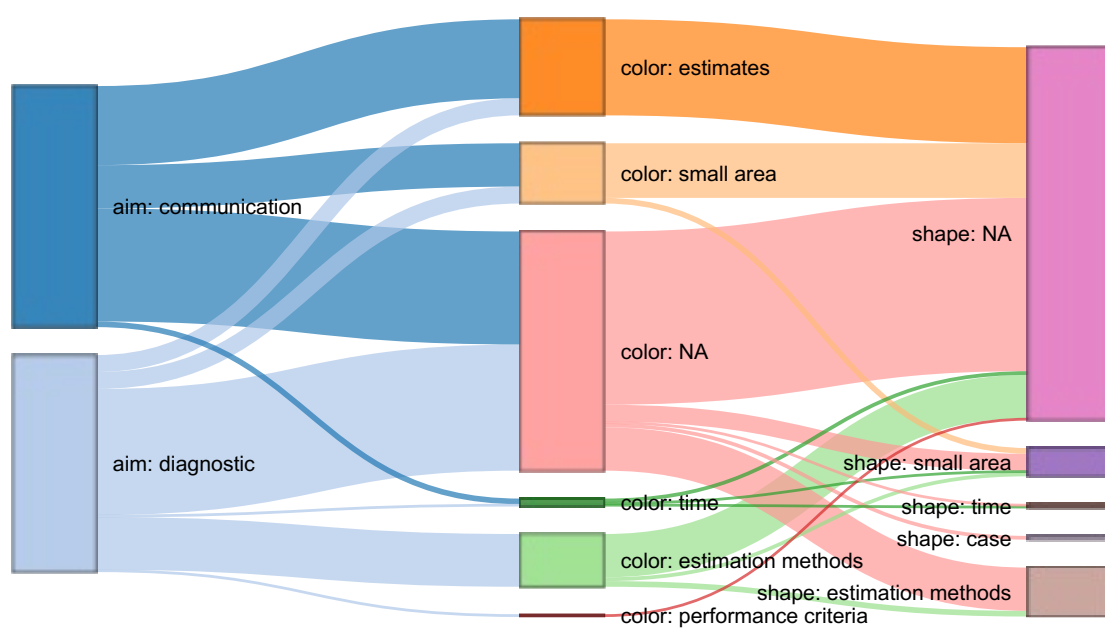 aim: communication
aim: diagnostic
color: estimates
color: small area
color: NA
color: time
color: estimation methods
color: performance criteria
shape: NA
shape: small area
shape: time
shape: case
shape: estimation methods